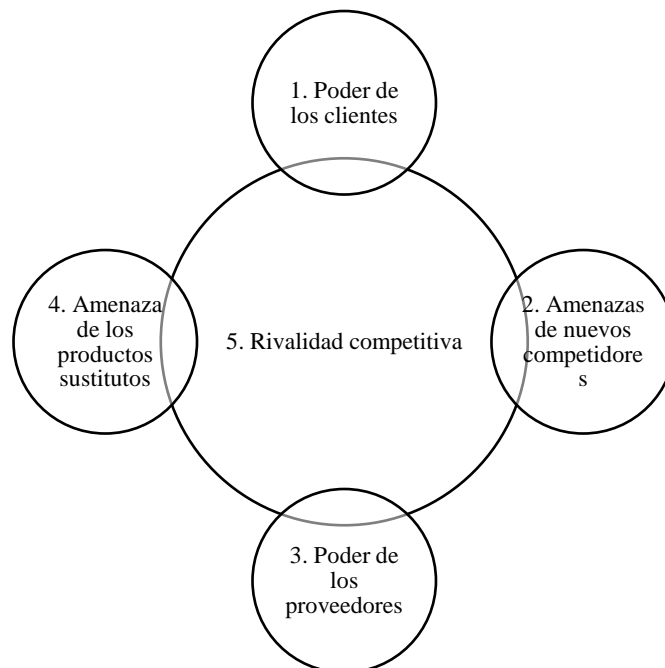 1. Poder de
los clientes
4. Amenaza
de los
productos
sustitutos
5. Rivalidad competitiva
2. Amenazas
de nuevos
competidore
s
3. Poder de
los
proveedores